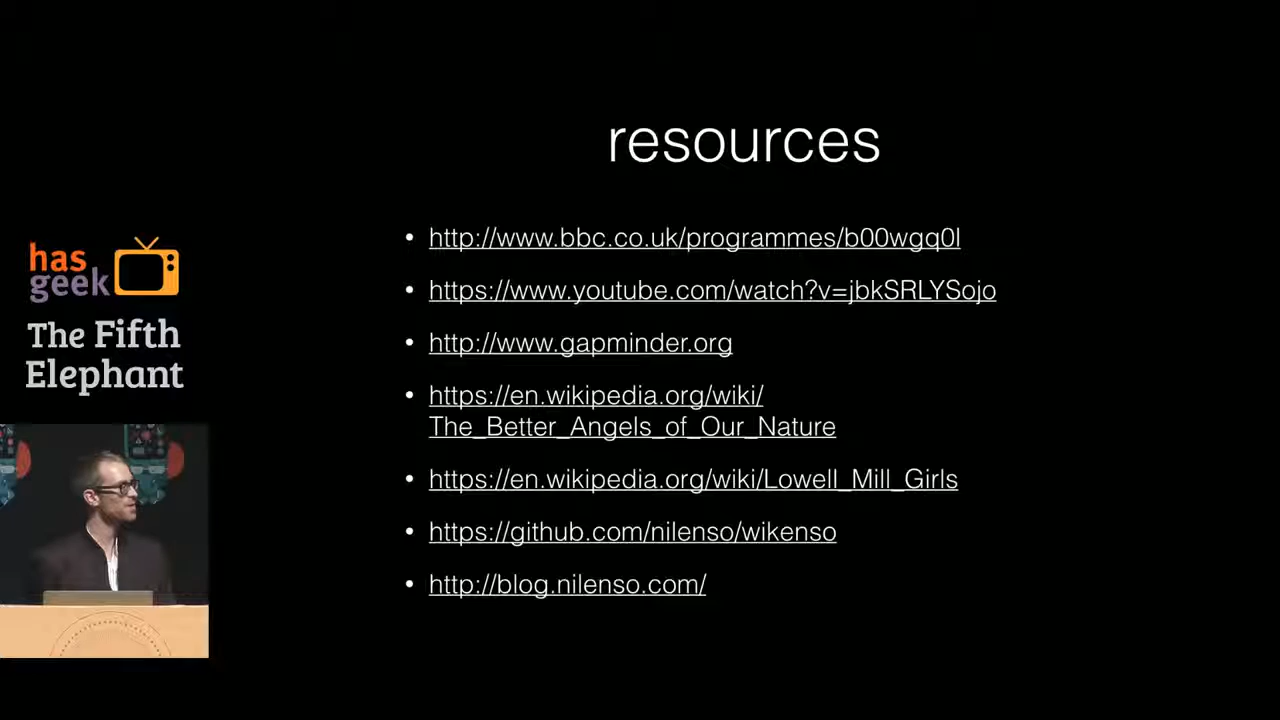 resources
• http://www.bbc.co.uk/programmes/b00wgq0l
• https://www.youtube.com/watch?v=jbkSRLYSojo
• http://www.gapminder.org
• https://en.wikipedia.org/wiki/
The_Better_Angels_of_Our_Nature
• https://en.wikipedia.org/wiki/Lowell_Mill_Girls
• https://github.com/nilenso/wikenso
• http://blog.nilenso.com/
has
geek
The Fifth
Elephant